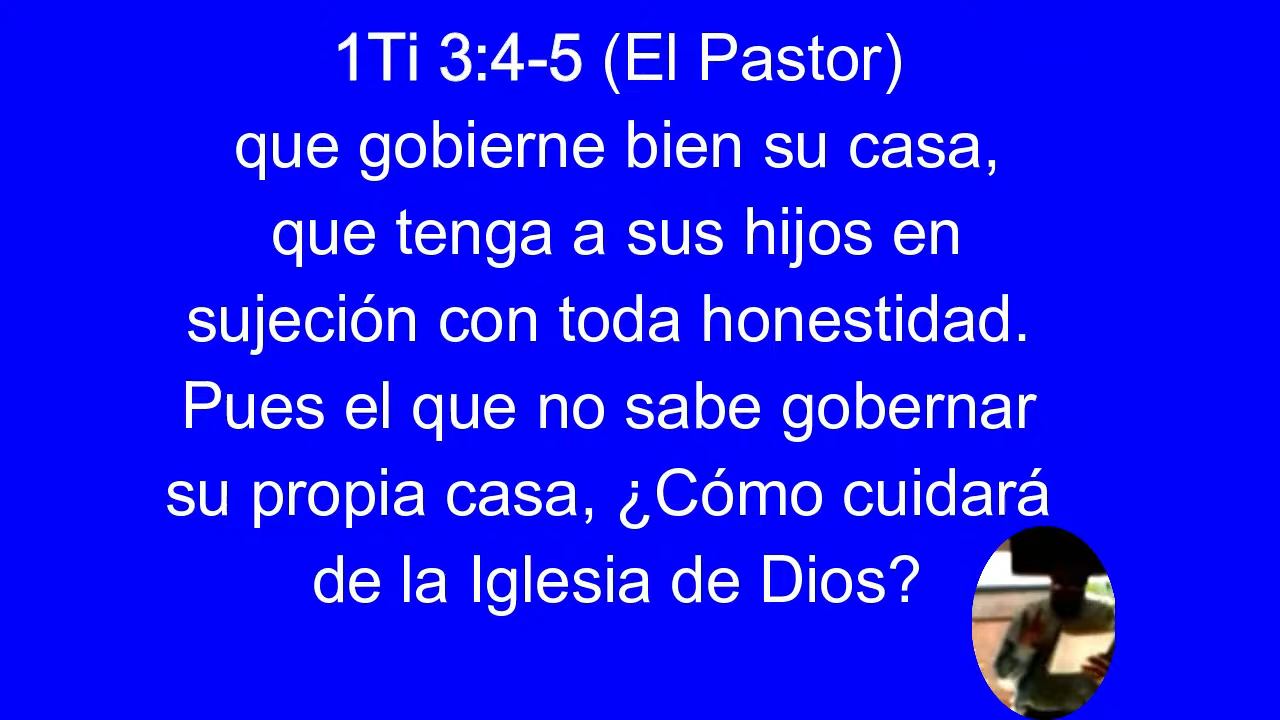 1Ti 3:4-5 (El Pastor)
que gobierne bien su casa,
que tenga a sus hijos en
sujeción con toda honestidad.
Pues el que no sabe gobernar
su propia casa, ¿Cómo cuidará
de la Iglesia de Dios?